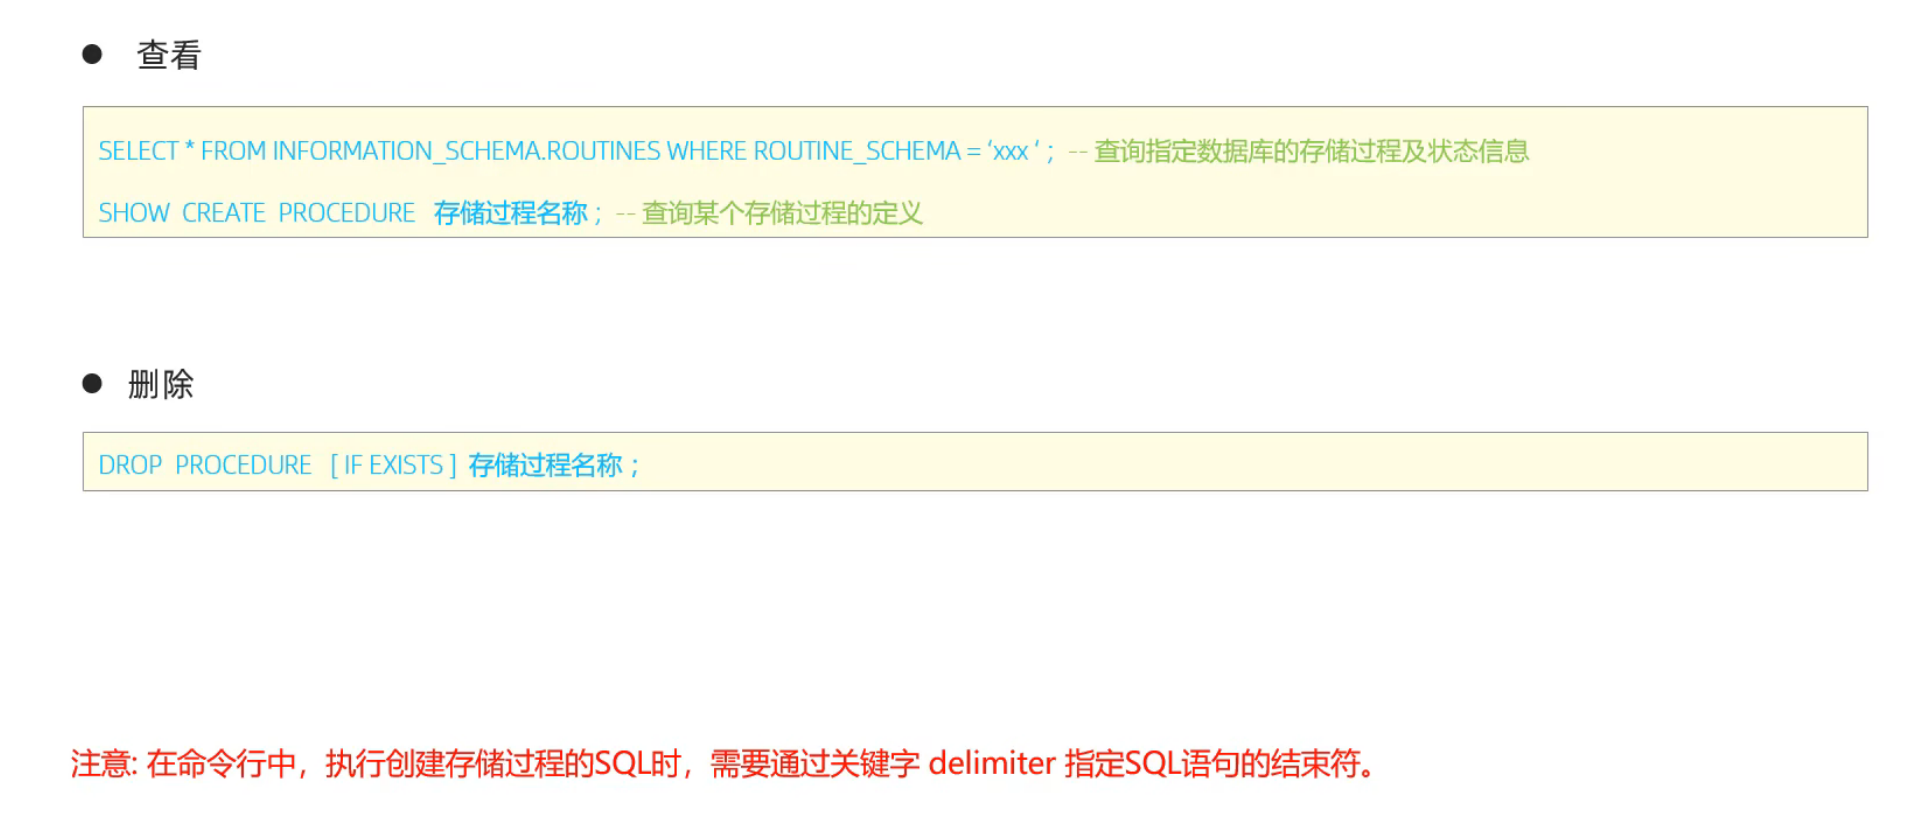 ● 查看
SELECT * FROM INFORMATION_SCHEMA.ROUTINES WHERE ROUTINE_SCHEMA = ‘xxx ‘ ; -- 查询指定数据库的存储过程及状态信息
SHOW CREATE PROCEDURE 存储过程名称 ; -- 查询某个存储过程的定义
● 删除
DROP PROCEDURE [ IF EXISTS ] 存储过程名称 ;
注意: 在命令行中，执行创建存储过程的SQL时，需要通过关键字 delimiter 指定SQL语句的结束符。